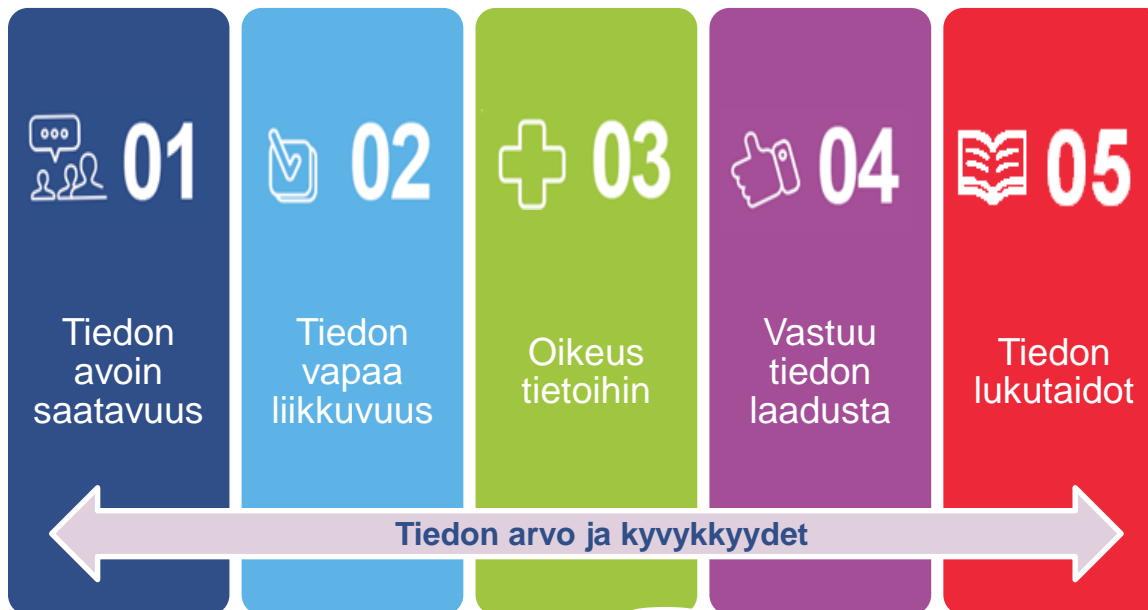 01
Tiedon
avoin
saatavuus
02
Tiedon
vapaa
liikkuvuus
03
Oikeus
tietoihin
04
Vastuu
tiedon
laadusta
05
Tiedon
lukutaidot
Tiedon arvo ja kyvykkyydet